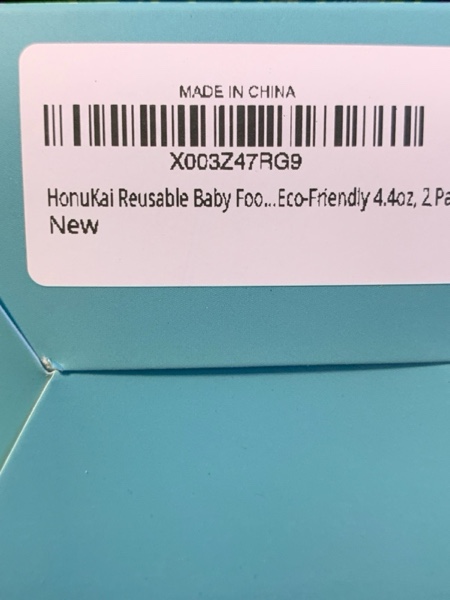 MADE IN CHINA
X003Z47RG9
HonuKai Reusable Baby Foo...Eco-Friendly 4.4oz, 2 Pa
New